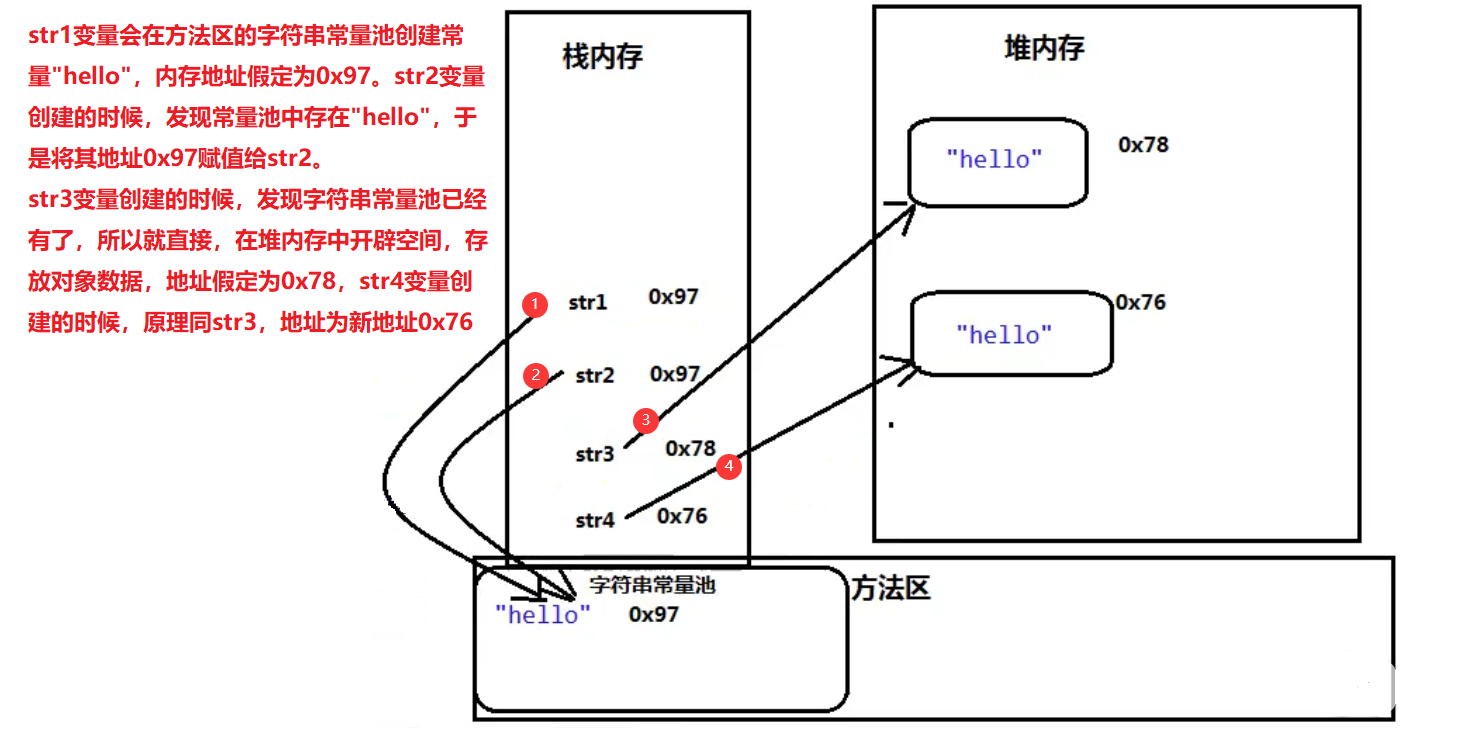 str1变量会在方法区的字符串常量池创建常
量"hello"，内存地址假定为0x97。str2变量
创建的时候，发现常量池中存在"hello"，于
是将其地址0x97赋值给str2。
str3变量创建的时候，发现字符串常量池已经
有了，所以就直接，在堆内存中开辟空间，存
放对象数据，地址假定为0x78，str4变量创
建的时候，原理同str3，地址为新地址0x76
栈内存
堆内存
"hello"
0x78
"hello"
0x76
1
str1
0x97
2
str2
0x97
3
str3
0x78
4
str4
0x76
字符串常量池
"hello"
0x97
方法区